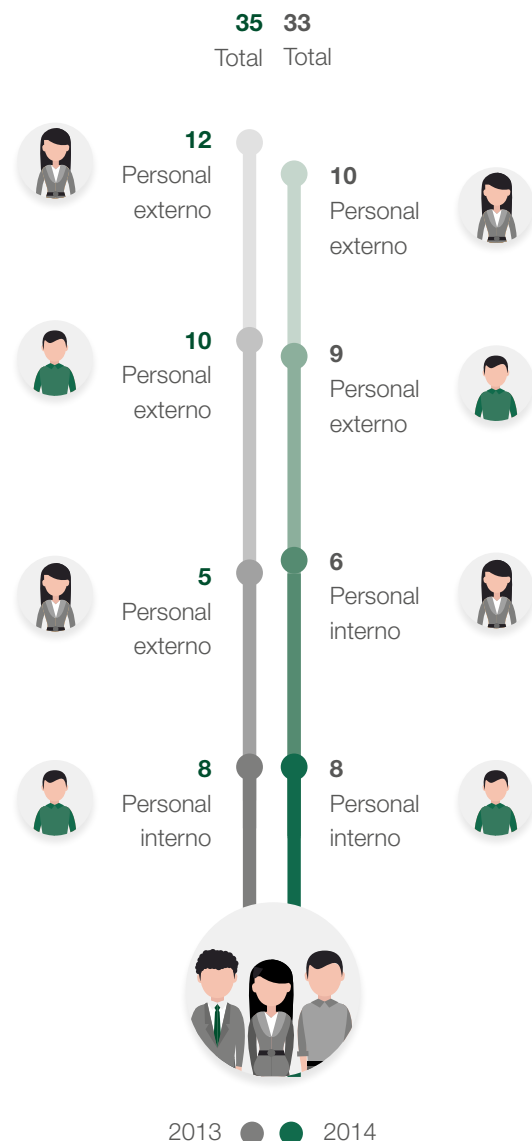 35 33
Total Total
12
Personal
externo
10
Personal
externo
10
Personal
externo
9
Personal
externo
5
Personal
externo
6
Personal
interno
8
Personal
interno
8
Personal
interno
2013 2014